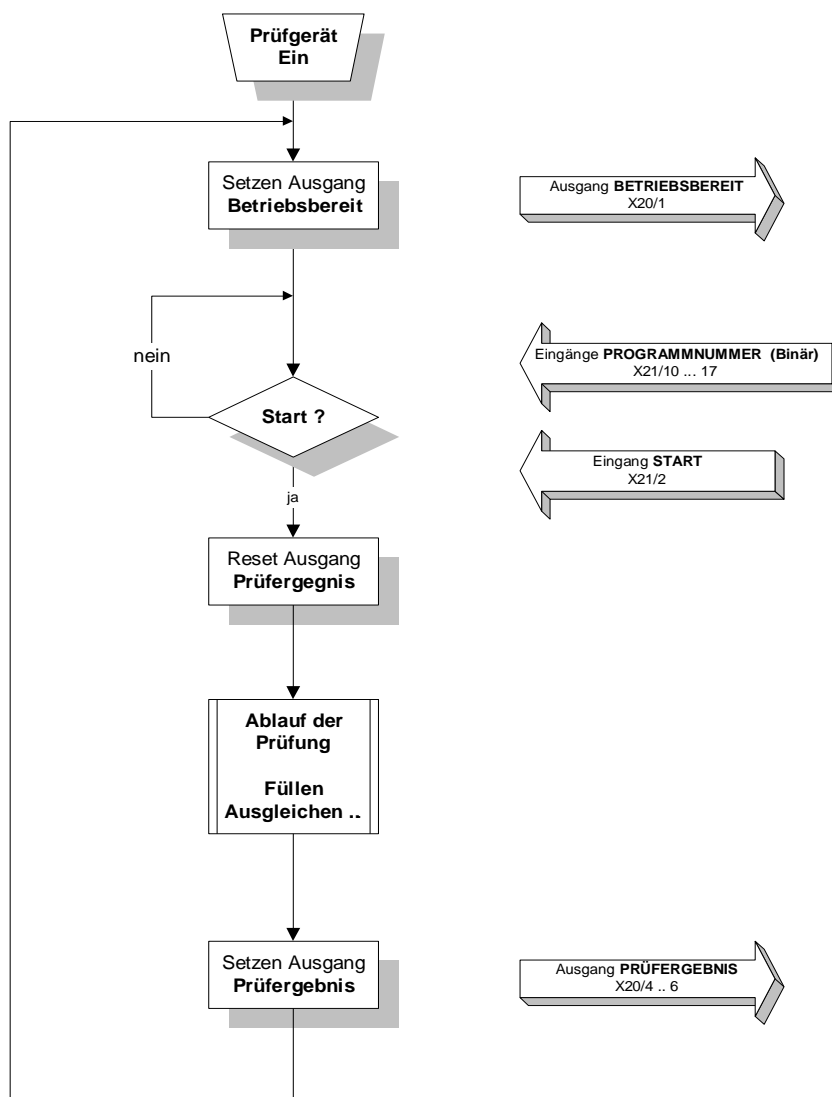 Prüfgerät
Ein
Setzen Ausgang
Betriebsbereit
Ausgang BETRIEBSBEREIT
X20/1
nein
Eingänge PROGRAMMNUMMER (Binär)
X21/10 ... 17
Start ?
Eingang START
X21/2
ja
Reset Ausgang
Prüfergegnis
Ablauf der
Prüfung
Füllen
Ausgleichen ..
Setzen Ausgang
Prüfergebnis
Ausgang PRÜFERGEBNIS
X20/4 .. 6